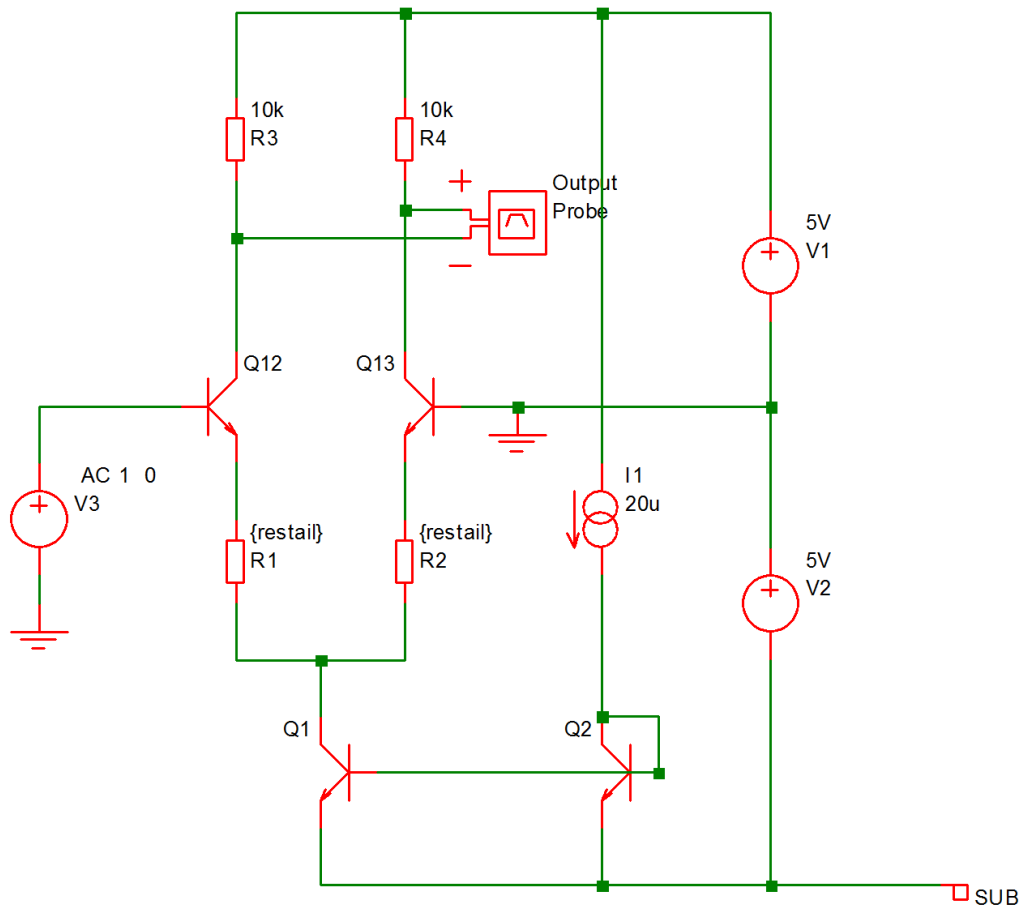 10k
R3
10k
R4
+
Output
Probe
−
5V
V1
Q12
Q13
AC 1 0
V3
I1
20u
{restail}
R1
{restail}
R2
5V
V2
Q1
Q2
SUB